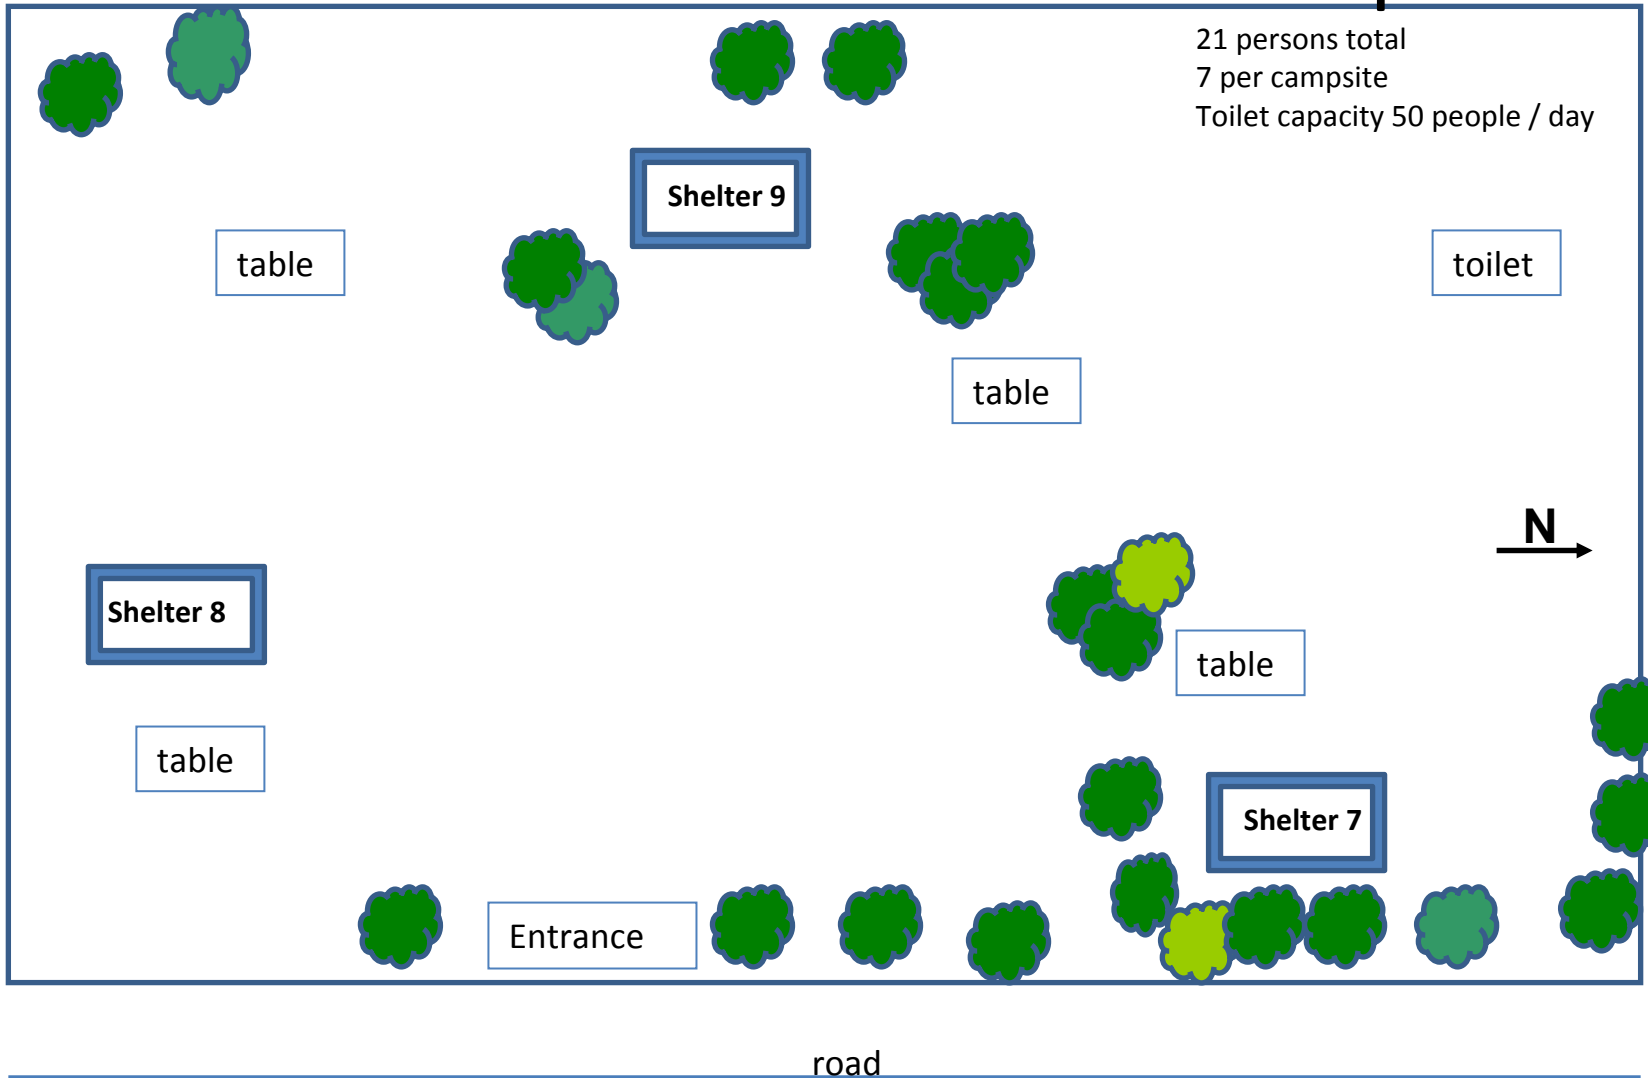 21 persons total
7 per campsite
Toilet capacity 50 people / day
Shelter 9
table
toilet
table
N
Shelter 8
table
table
Shelter 7
Entrance
road